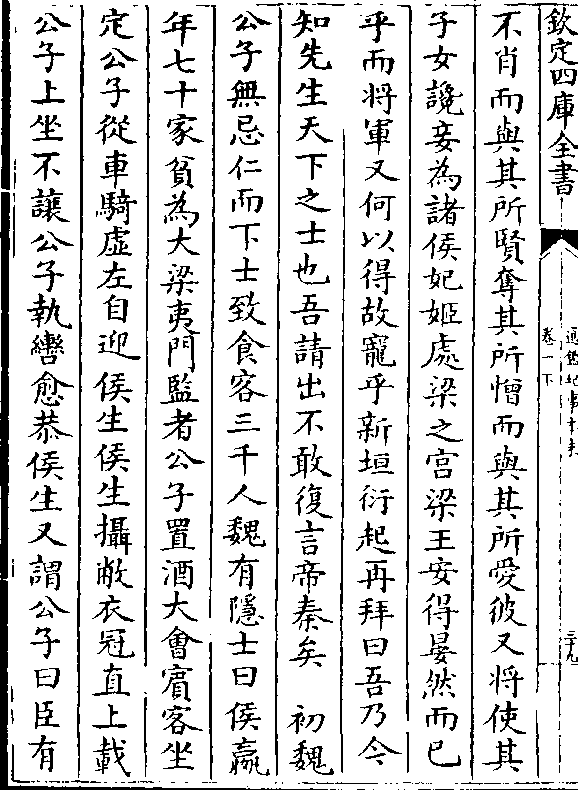 欽定四庫全書
通鑑紀事本末
卷一下
二十九
不肖而與其所賢奪其所憎而與其所愛彼又將使其
子女讒妾為諸侯妃姬處梁之宫梁王安得晏然而已
乎而將軍又何以得故寵乎新垣衍起再拜曰吾乃今
知先生天下之士也吾請出不敢復言帝秦矣 初魏
公子無忌仁而下士致食客三千人魏有隱士曰侯嬴
年七十家貧為大梁夷門監者公子置酒大會賓客坐
定公子從車騎虛左自迎侯生侯生攝敝衣冠直上載
公子上坐不讓公子執轡愈恭侯生又謂公子曰臣有